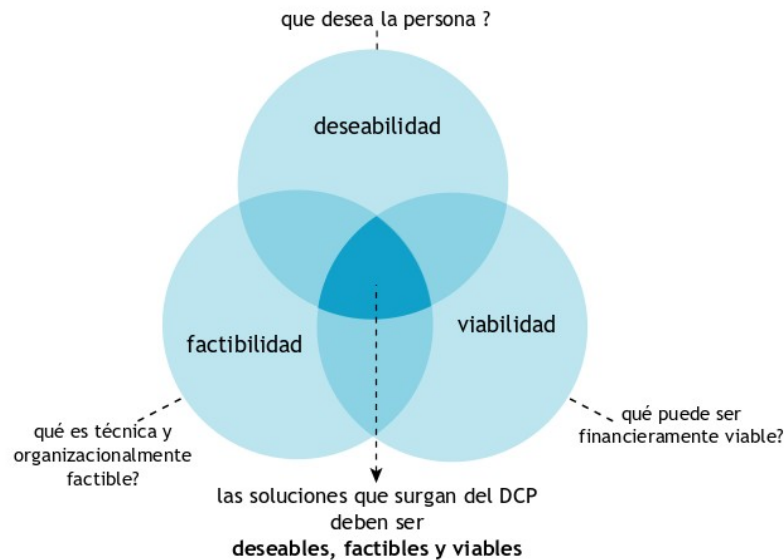 que desea la persona ?
deseabilidad
factibilidad
viabilidad
qué es técnica y
organizacionalmente
factible?
qué puede ser
financieramente viable?
las soluciones que surgan del DCP
deben ser
deseables, factibles y viables